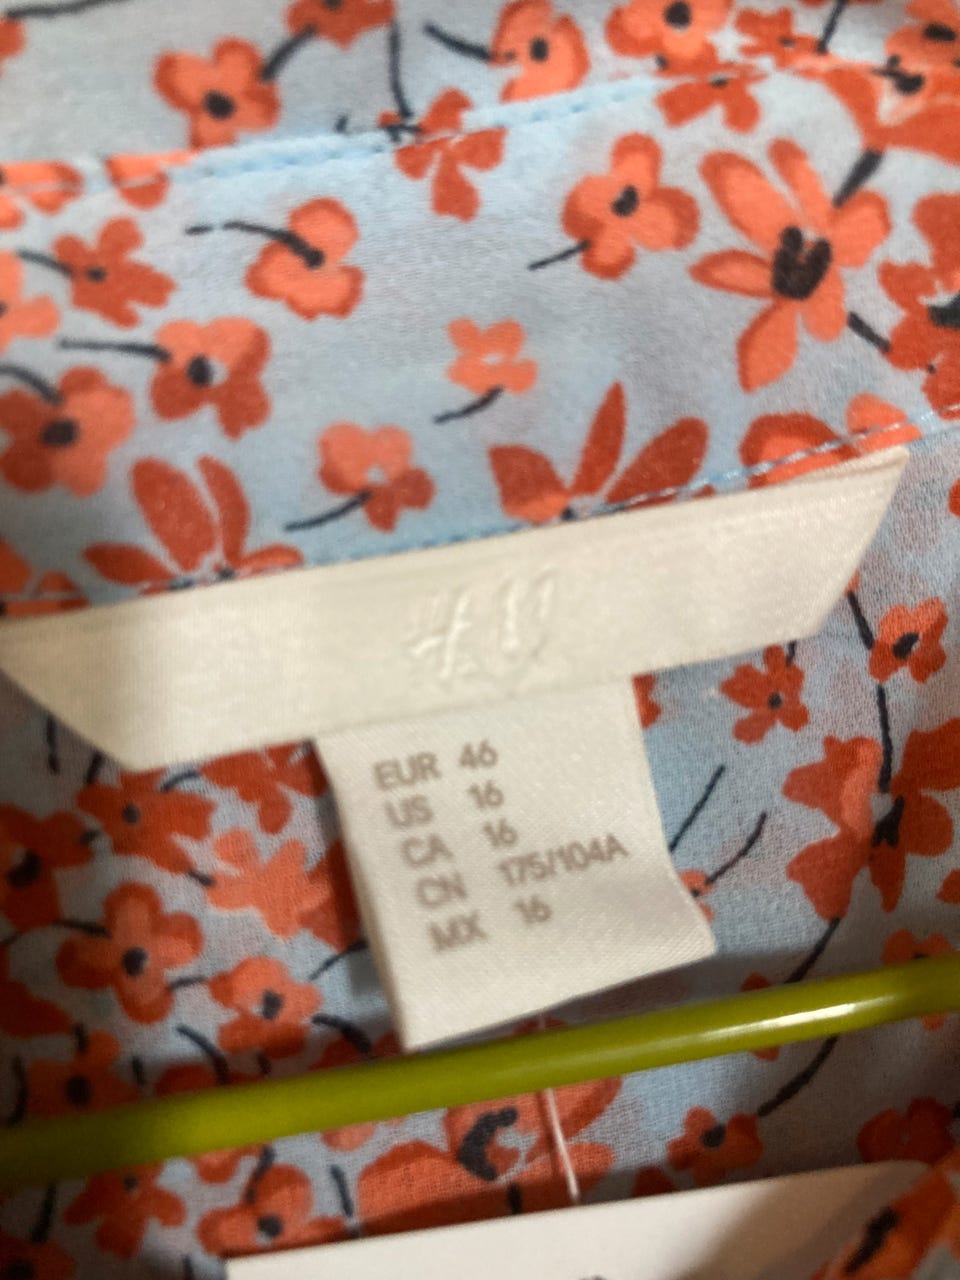 H&M
EUR 46
US 16
CA 16
CN 175/104A
MX 16